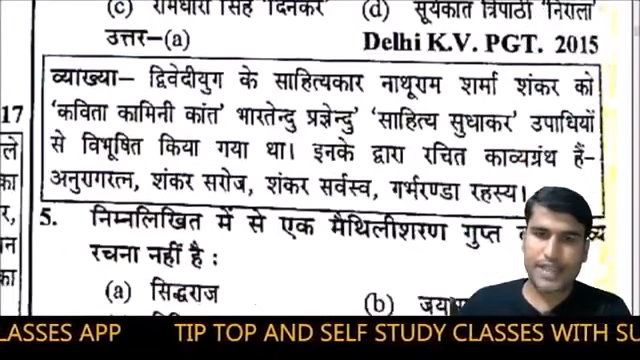 (c) रामधारी सिंह 'दिनकर' (d) सूर्यकांत त्रिपाठी 'निराला'
उत्तर–(a) Delhi K.V. PGT. 2015
व्याख्या– द्विवेदीयुग के साहित्यकार नाथूराम शर्मा शंकर को
'कविता कामिनी कांत' भारतेन्दु प्रज्ञेन्दु' 'साहित्य सुधाकर' उपाधियों
से विभूषित किया गया था। इनके द्वारा रचित काव्यग्रंथ हैं–
अनुरागरत्न, शंकर सरोज, शंकर सर्वस्व, गर्भरण्डा रहस्य।
17
ले
का
र,
न
का
5. निम्नलिखित में से एक मैथिलीशरण गुप्त
रचना नहीं है :
(a) सिद्धराज (b)
LASSES APP TIP TOP AND SELF STUDY CLASSES WITH SU